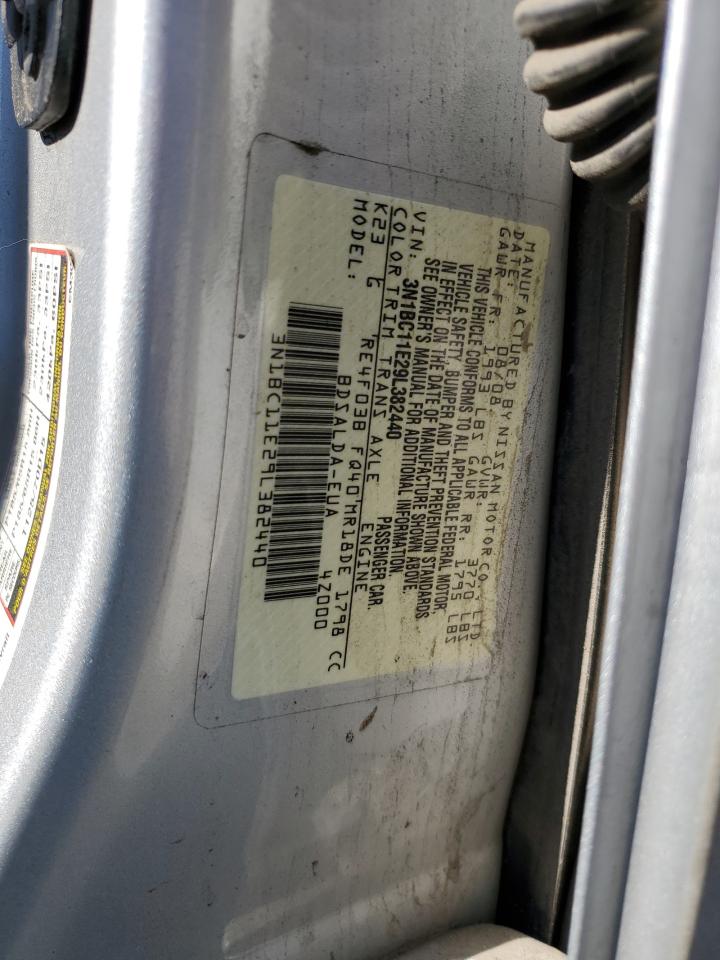 MANUFACTURED BY NISSAN MOTOR CO., LTD
DATE: 08/08 GVWR: 3770 LBS
GAWR FR: 1993 LBS GAWR RR: 1795 LBS
THIS VEHICLE CONFORMS TO ALL APPLICABLE FEDERAL MOTOR
VEHICLE SAFETY, BUMPER AND THEFT PREVENTION STANDARDS
IN EFFECT ON THE DATE OF MANUFACTURE SHOWN ABOVE.
SEE OWNER'S MANUAL FOR ADDITIONAL INFORMATION.
VIN: 3N1BC11E29L382440 PASSENGER CAR
COLOR TRIM TRANS AXLE ENGINE
K23 G RE4F03B FQ40 MR18DE 1798 CC
MODEL: BDSALDA-EUA 4Z000
3N1BC11E29L382440